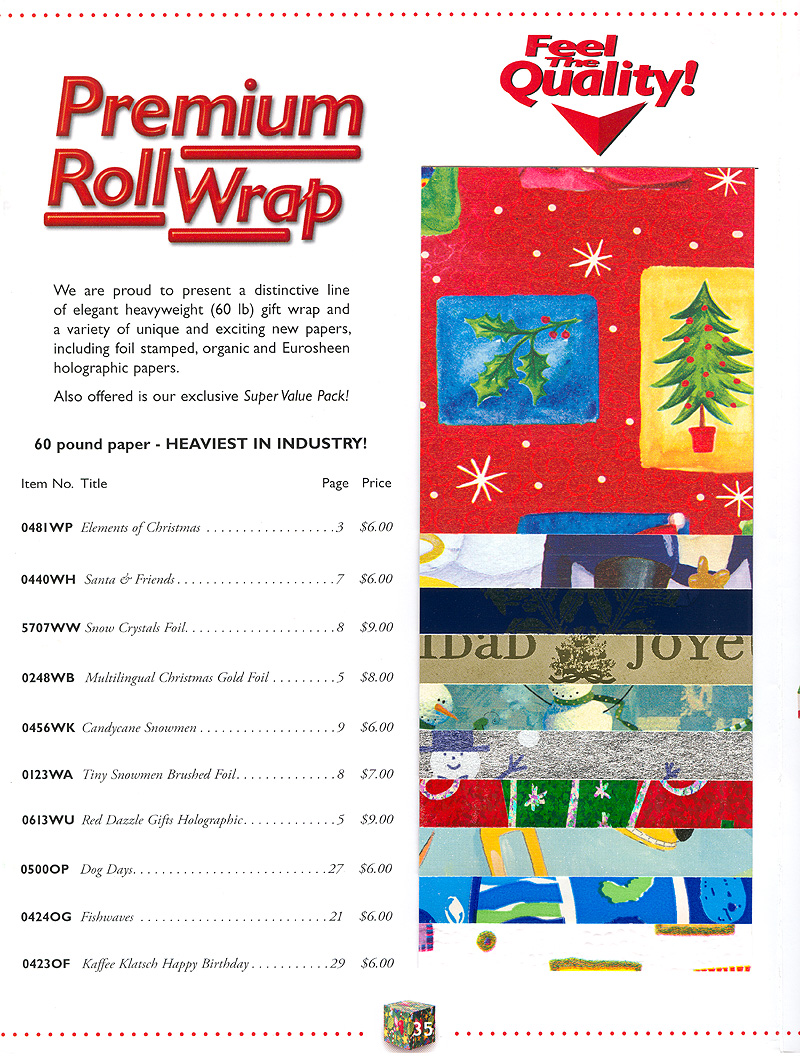 Feel
The
Quality!
Premium
Roll Wrap
We are proud to present a distinctive line
of elegant heavyweight (60 lb) gift wrap and
a variety of unique and exciting new papers,
including foil stamped, organic and Eurosheen
holographic papers.
Also offered is our exclusive Super Value Pack!
60 pound paper - HEAVIEST IN INDUSTRY!
Item No. Title Page Price
0481WP Elements of Christmas ..................3 $6.00
0440WH Santa & Friends......................7 $6.00
5707WW Snow Crystals Foil.....................8 $9.00
0248WB Multilingual Christmas Gold Foil .........5 $8.00
0456WK Candycane Snowmen ...................9 $6.00
0123WA Tiny Snowmen Brushed Foil..............8 $7.00
0613WU Red Dazzle Gifts Holographic.............5 $9.00
0500OP Dog Days...........................27 $6.00
0424OG Fishwaves ..........................21 $6.00
0423OF Kaffee Klatsch Happy Birthday...........29 $6.00
JOYE
35